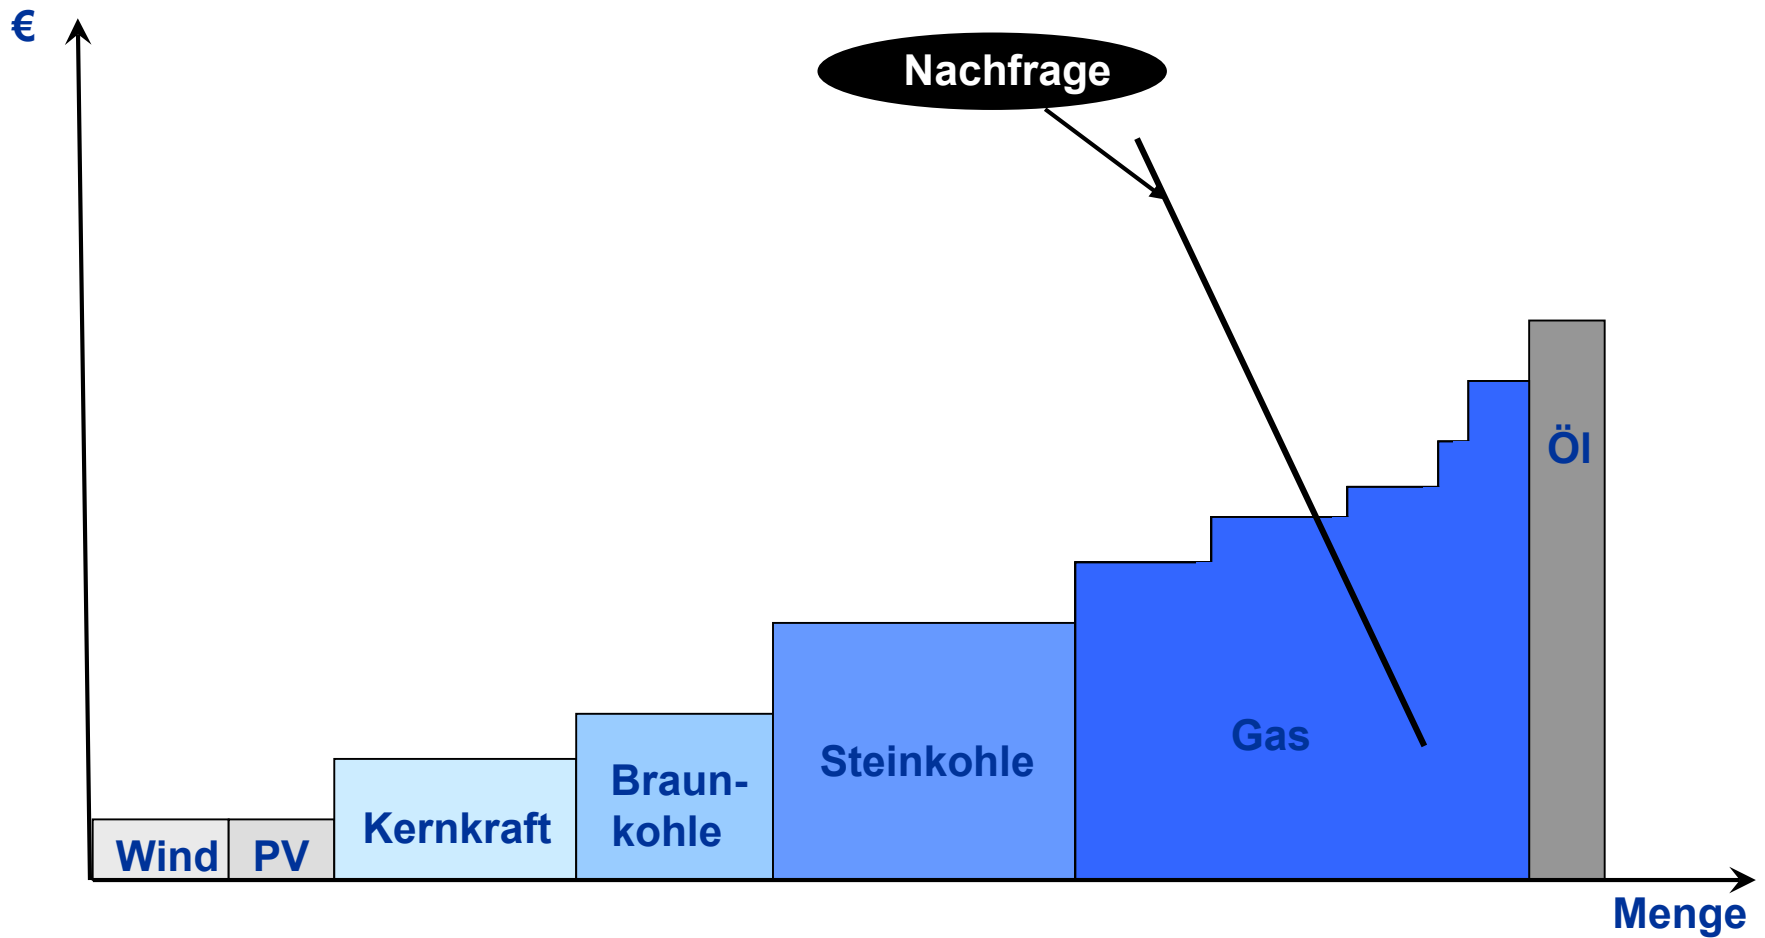 €
Nachfrage
Öl
Gas
Steinkohle
Braun-
kohle
Kernkraft
Wind
PV
Menge